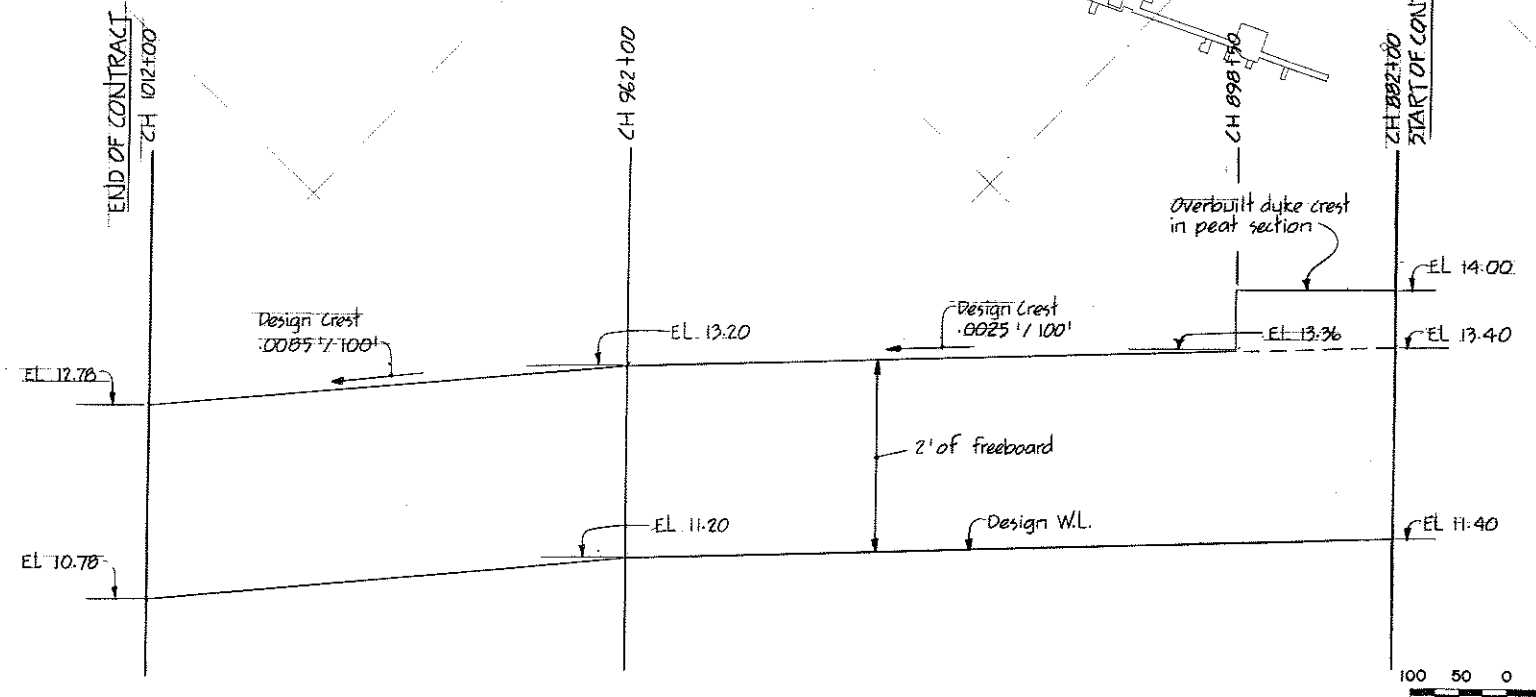 END OF CONTRACT
CH 1012+00
CH 962+00
CH 898+50
CH 882+00
START OF CON
Overbuilt dyke crest
in peat section
EL 14.00
Design Crest
.0085'/100'
EL 13.20
Design Crest
.0025'/100'
EL 13.36
EL 13.40
EL 12.78
2' of freeboard
EL 11.20
Design W.L.
EL 11.40
EL 10.78
100 50 0